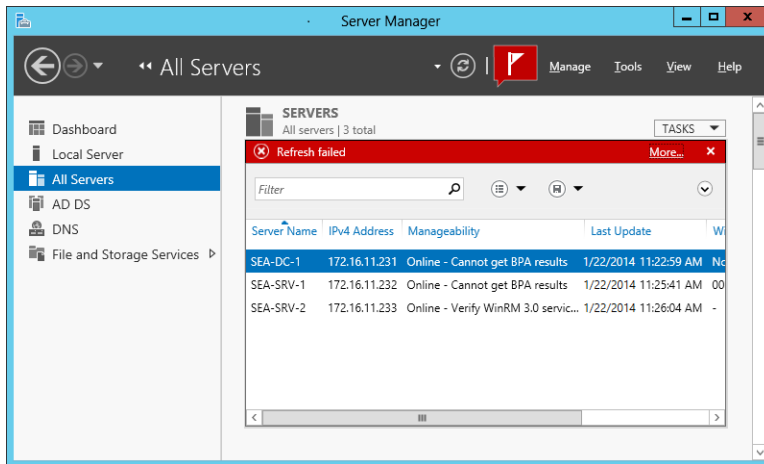 Server Manager
All Servers
Manage Tools View Help
Dashboard
Local Server
All Servers
AD DS
DNS
File and Storage Services
SERVERS
All servers | 3 total
TASKS
Refresh failed More...
Filter
Server Name IPv4 Address Manageability Last Update Wi
SEA-DC-1 172.16.11.231 Online - Cannot get BPA results 1/22/2014 11:22:59 AM Nc
SEA-SRV-1 172.16.11.232 Online - Cannot get BPA results 1/22/2014 11:25:41 AM 00
SEA-SRV-2 172.16.11.233 Online - Verify WinRM 3.0 servic... 1/22/2014 11:26:04 AM -